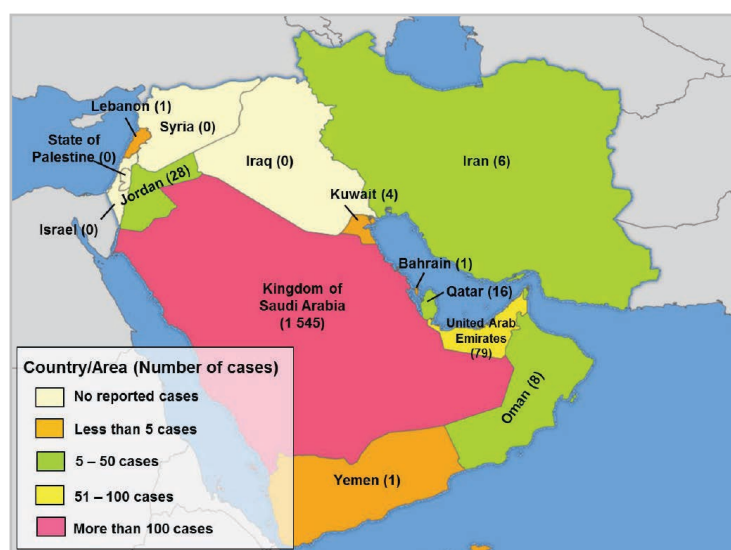 Lebanon (1)
Syria (0)
State of
Palestine (0)
Iraq (0)
Iran (6)
Jordan (28)
Kuwait (4)
Israel (0)
Bahrain (1)
Kingdom of
Saudi Arabia
(1 545)
Qatar (16)
United Arab
Emirates
(79)
Oman (8)
Yemen (1)
Country/Area (Number of cases)
No reported cases
Less than 5 cases
5 – 50 cases
51 – 100 cases
More than 100 cases